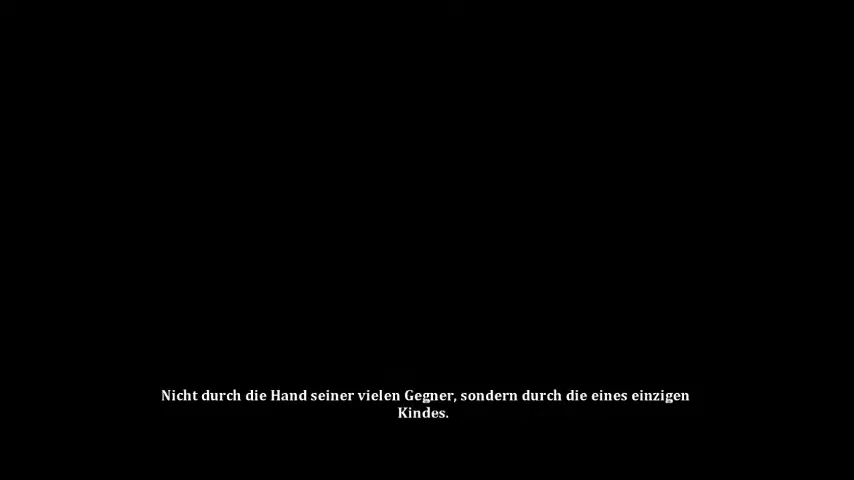 Nicht durch die Hand seiner vielen Gegner, sondern durch die eines einzigen
Kindes.